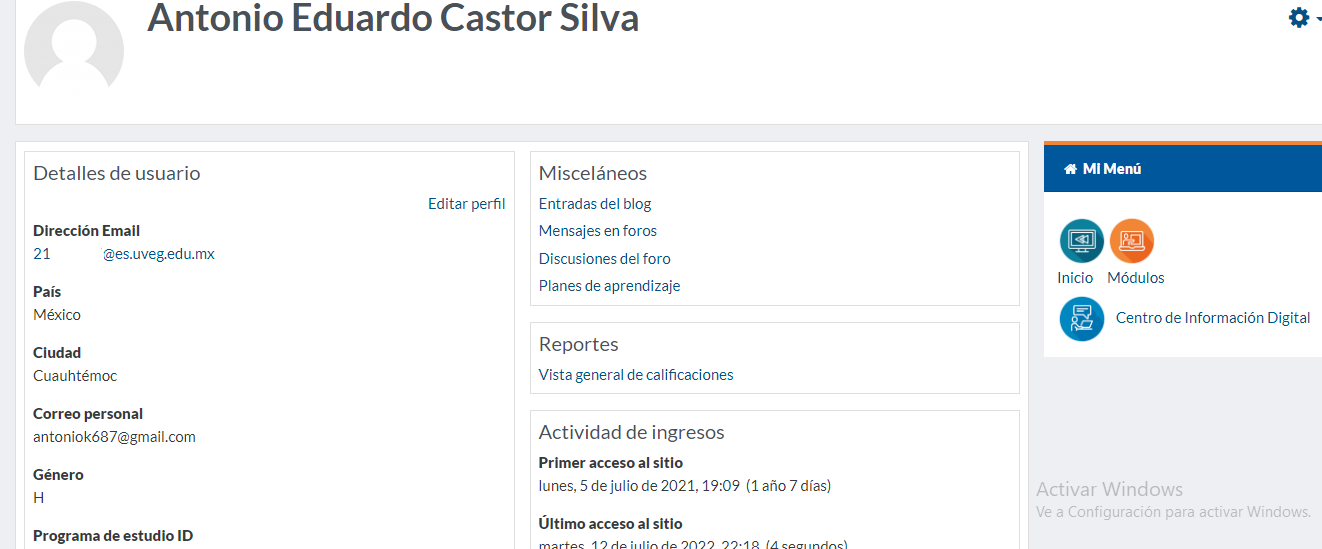 Antonio Eduardo Castor Silva
Detalles de usuario
Editar perfil
Dirección Email
21 @es.uveg.edu.mx
País
México
Ciudad
Cuauhtémoc
Correo personal
antoniok687@gmail.com
Género
H
Programa de estudio ID
Misceláneos
Entradas del blog
Mensajes en foros
Discusiones del foro
Planes de aprendizaje
Reportes
Vista general de calificaciones
Actividad de ingresos
Primer acceso al sitio
lunes, 5 de julio de 2021, 19:09 (1 año 7 días)
Último acceso al sitio
martes, 12 de julio de 2022, 22:18 (4 segundos)
Mi Menú
Inicio Módulos
Centro de Información Digital
Activar Windows
Ve a Configuración para activar Windows.